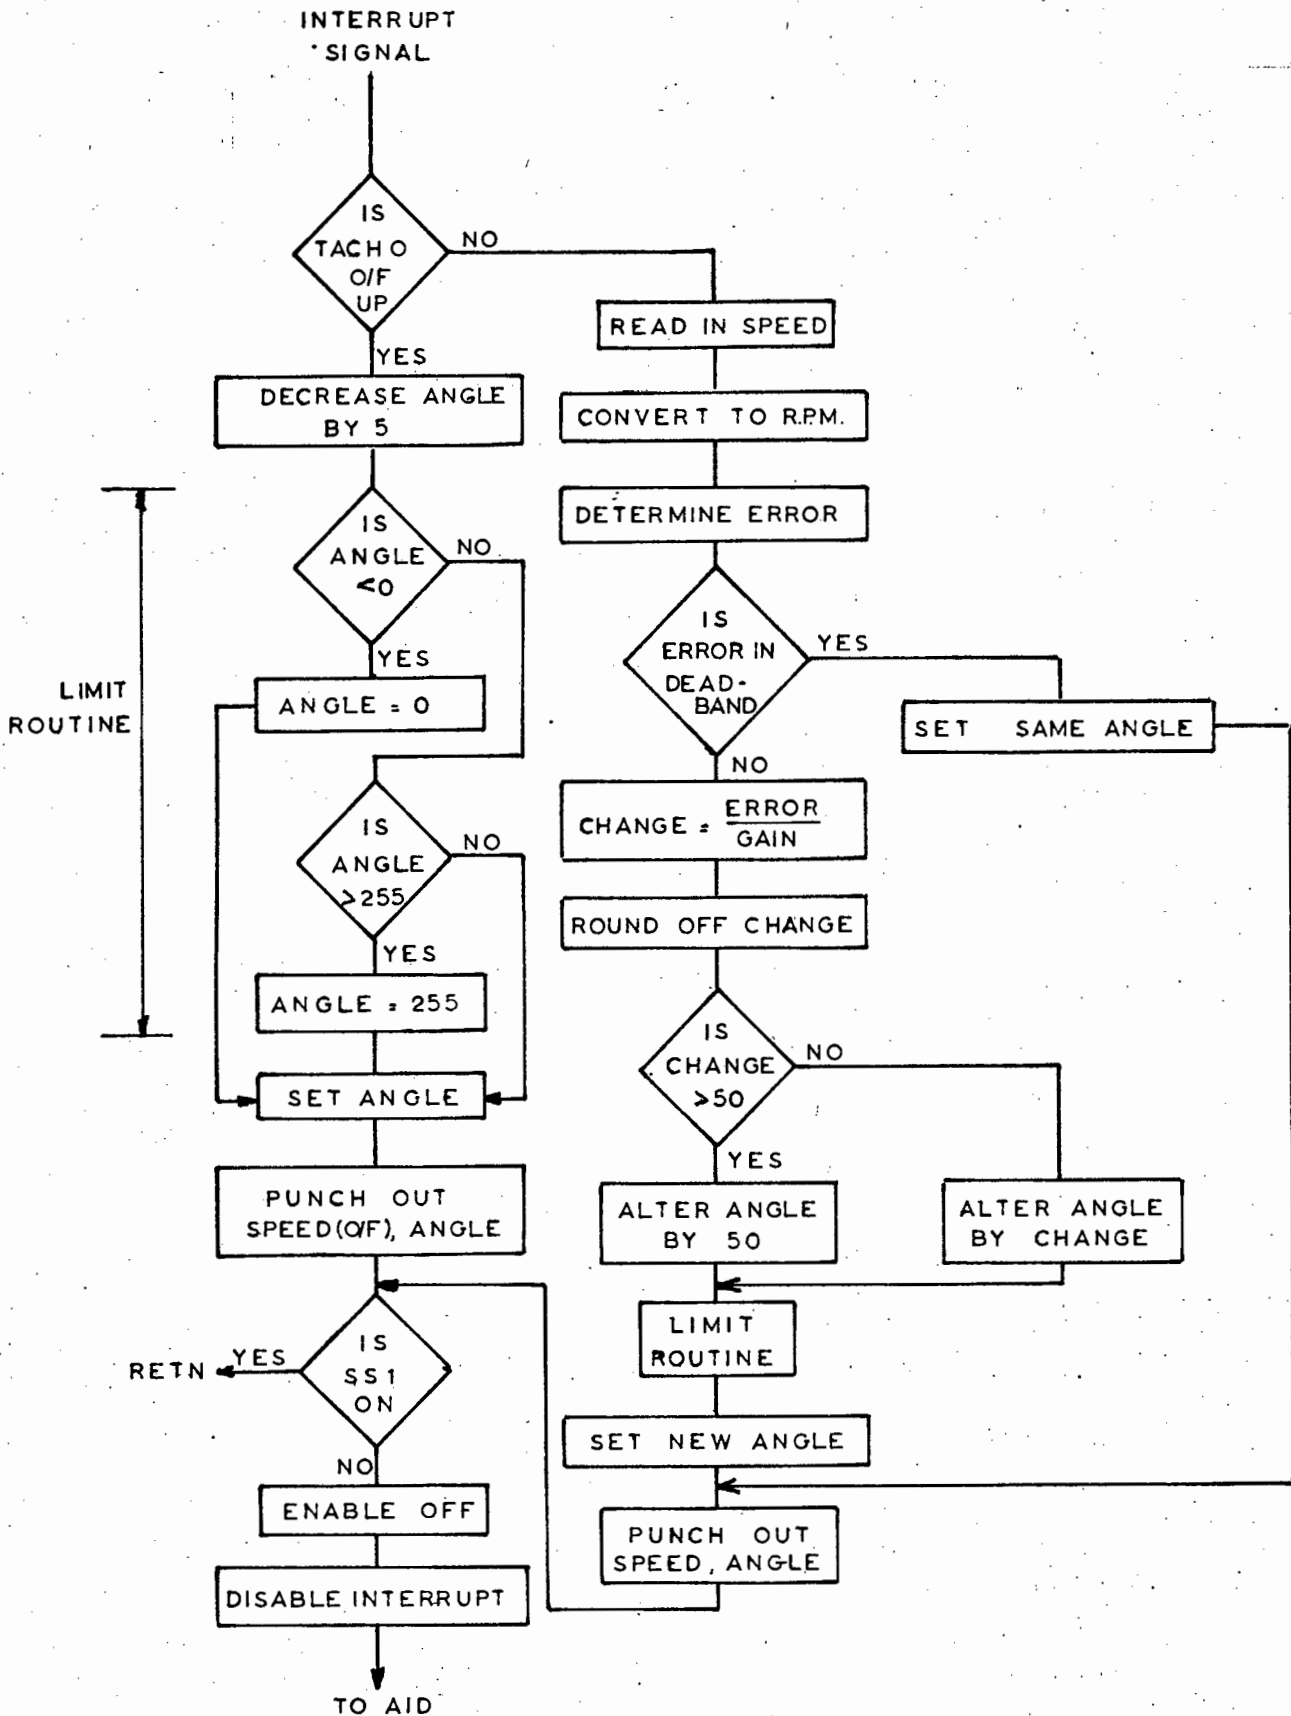 INTERRUPT
SIGNAL
IS
TACHO
O/F
UP
NO
YES
DECREASE ANGLE
BY 5
IS
ANGLE
<0
NO
YES
ANGLE = 0
LIMIT
ROUTINE
IS
ANGLE
>255
NO
YES
ANGLE = 255
SET ANGLE
PUNCH OUT
SPEED(O/F), ANGLE
IS
SS1
ON
YES
RETN
NO
ENABLE OFF
DISABLE INTERRUPT
TO AID
READ IN SPEED
CONVERT TO R.P.M.
DETERMINE ERROR
IS
ERROR IN
DEAD-
BAND
YES
SET SAME ANGLE
NO
CHANGE = ERROR
GAIN
ROUND OFF CHANGE
IS
CHANGE
>50
NO
YES
ALTER ANGLE
BY 50
ALTER ANGLE
BY CHANGE
LIMIT
ROUTINE
SET NEW ANGLE
PUNCH OUT
SPEED, ANGLE